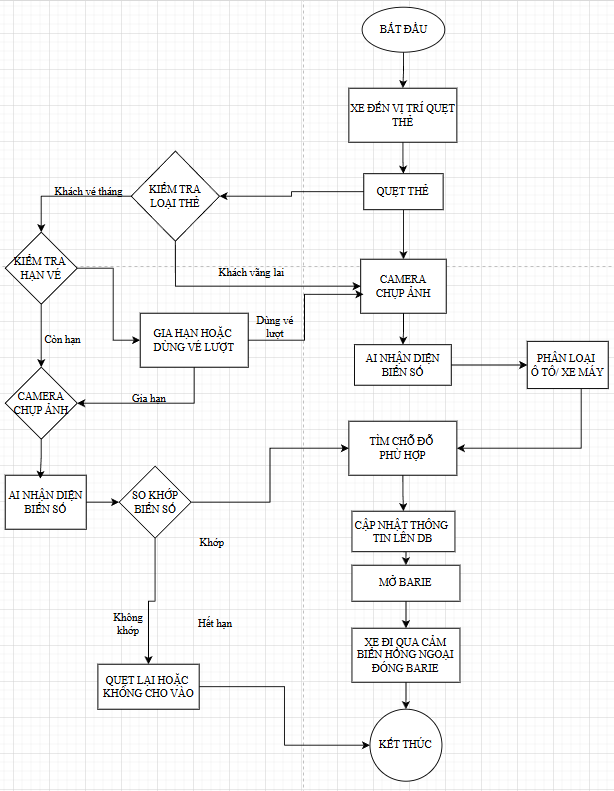 BẮT ĐẦU
XE ĐẾN VỊ TRÍ QUẸT
THẺ
QUẸT THẺ
KIỂM TRA
LOẠI THẺ
Khách vé tháng
KIỂM TRA
HẠN VÉ
Khách vãng lai
CAMERA
CHỤP ẢNH
GIA HẠN HOẶC
DÙNG VÉ LƯỢT
Dùng vé
lượt
Còn hạn
AI NHẬN DIỆN
BIỂN SỐ
PHÂN LOẠI
Ô TÔ/ XE MÁY
CAMERA
CHỤP ẢNH
Gia hạn
TÌM CHỖ ĐỖ
PHÙ HỢP
AI NHẬN DIỆN
BIỂN SỐ
SO KHỚP
BIỂN SỐ
CẬP NHẬT THÔNG
TIN LÊN DB
Khớp
MỞ BARIE
Không
khớp
Hết hạn
XE ĐI QUA CẢM
BIẾN HỒNG NGOẠI
ĐÓNG BARIE
QUẸT LẠI HOẶC
KHÔNG CHO VÀO
KẾT THÚC